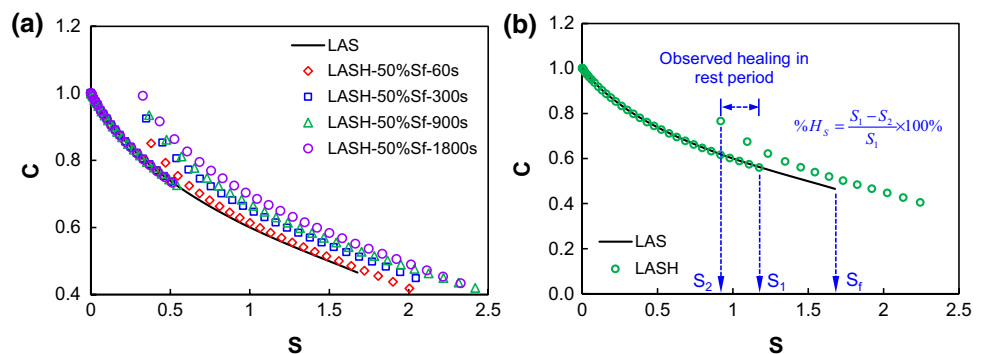 (a)
1.2
1.0
0.8
0.6
0.4
C
0
0.5
1
1.5
2
2.5
S
LAS
LASH-50%Sf-60s
LASH-50%Sf-300s
LASH-50%Sf-900s
LASH-50%Sf-1800s
(b)
1.2
1.0
0.8
0.6
0.4
0.2
0.0
C
0
0.5
1
1.5
2
2.5
S
Observed healing in
rest period
%H_S = (S_1 − S_2)/S_1 ×100%
LAS
LASH
S_2
S_1
S_f